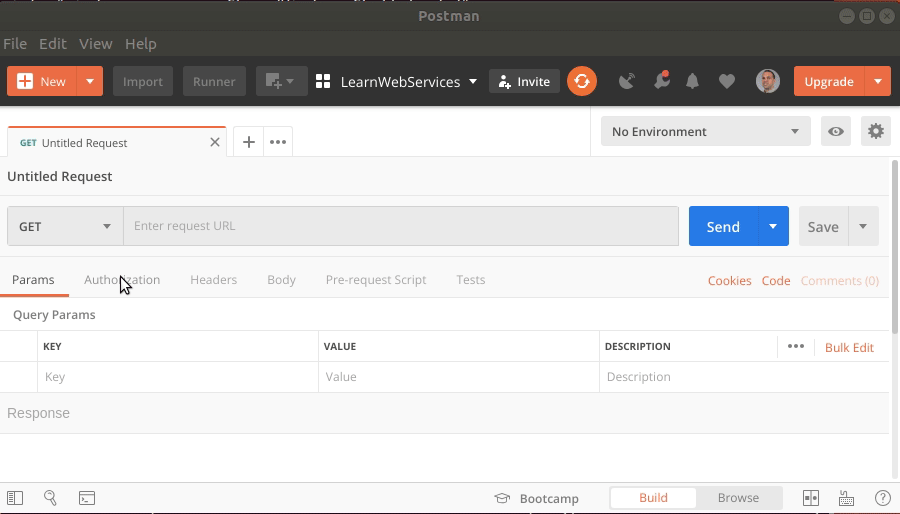 Postman
File Edit View Help
New Import Runner LearnWebServices Invite Upgrade
GET Untitled Request No Environment
Untitled Request
GET Enter request URL Send Save
Params Authorization Headers Body Pre-request Script Tests Cookies Code Comments (0)
Query Params
KEY VALUE DESCRIPTION Bulk Edit
Key Value Description
Response
Bootcamp Build Browse